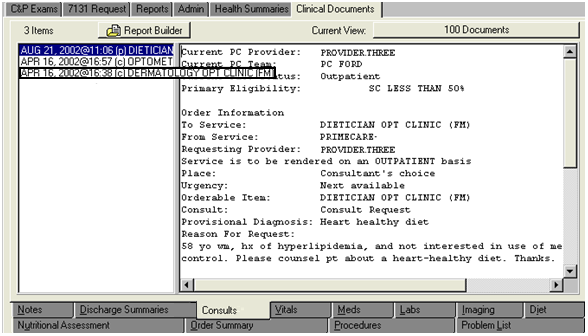 C&P Exams 7131 Request Reports Admin Health Summaries Clinical Documents
3 Items Report Builder Current View: 100 Documents
AUG 21, 2002@11:06 (p) DIETICIAN
APR 16, 2002@16:57 (c) OPTOMET
APR 16, 2002@16:38 (c) DERMATOLOGY OPT CLINIC (FM)
Current PC Provider: PROVIDER,THREE
Current PC Team: PC FORD
tus: Outpatient
Primary Eligibility: SC LESS THAN 50%
Order Information
To Service: DIETICIAN OPT CLINIC (FM)
From Service: PRIMECARE-
Requesting Provider: PROVIDER,THREE
Service is to be rendered on an OUTPATIENT basis
Place: Consultant's choice
Urgency: Next available
Orderable Item: DIETICIAN OPT CLINIC (FM)
Consult: Consult Request
Provisional Diagnosis: Heart healthy diet
Reason For Request:
58 yo wm, hx of hyperlipidemia, and not interested in use of me
control. Please counsel pt about a heart-healthy diet. Thanks.
Notes Discharge Summaries Consults Vitals Meds Labs Imaging Diet
Nutritional Assessment Order Summary Procedures Problem List